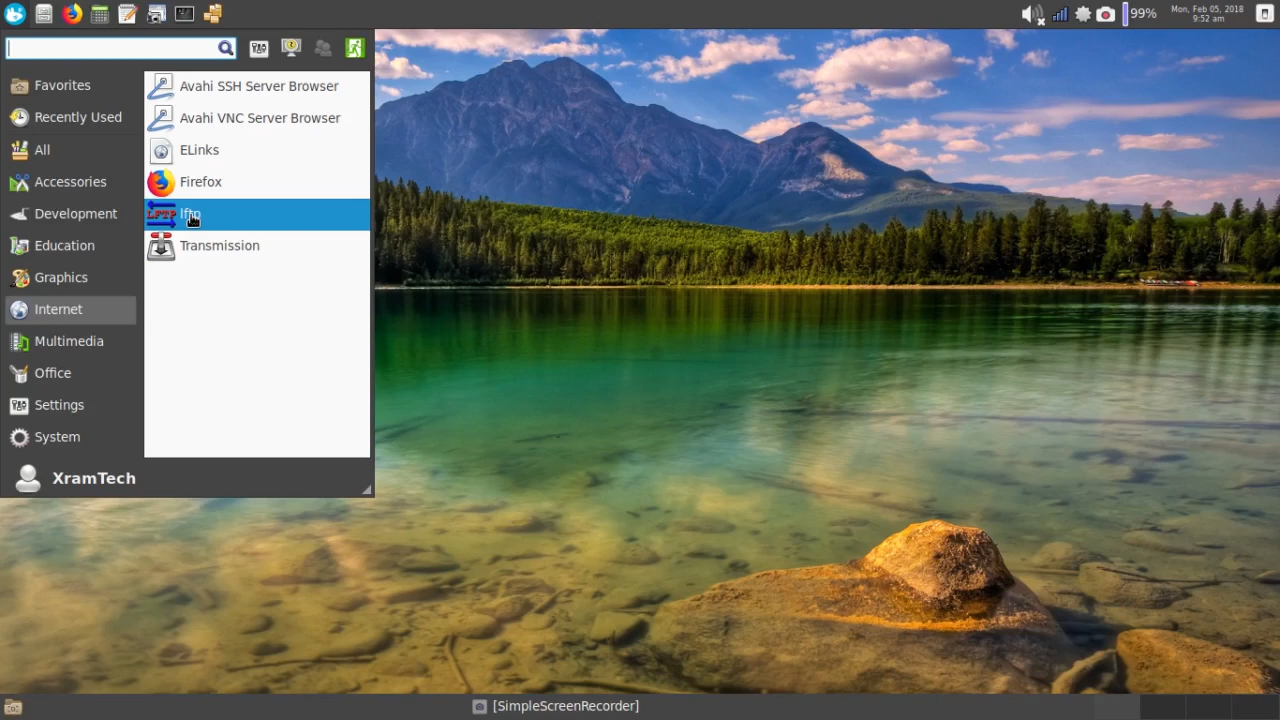 99%
Mon, Feb 05, 2018
9:52 am
Favorites
Recently Used
All
Accessories
Development
Education
Graphics
Internet
Multimedia
Office
Settings
System
Avahi SSH Server Browser
Avahi VNC Server Browser
ELinks
Firefox
LFTP lftp
Transmission
XramTech
[SimpleScreenRecorder]